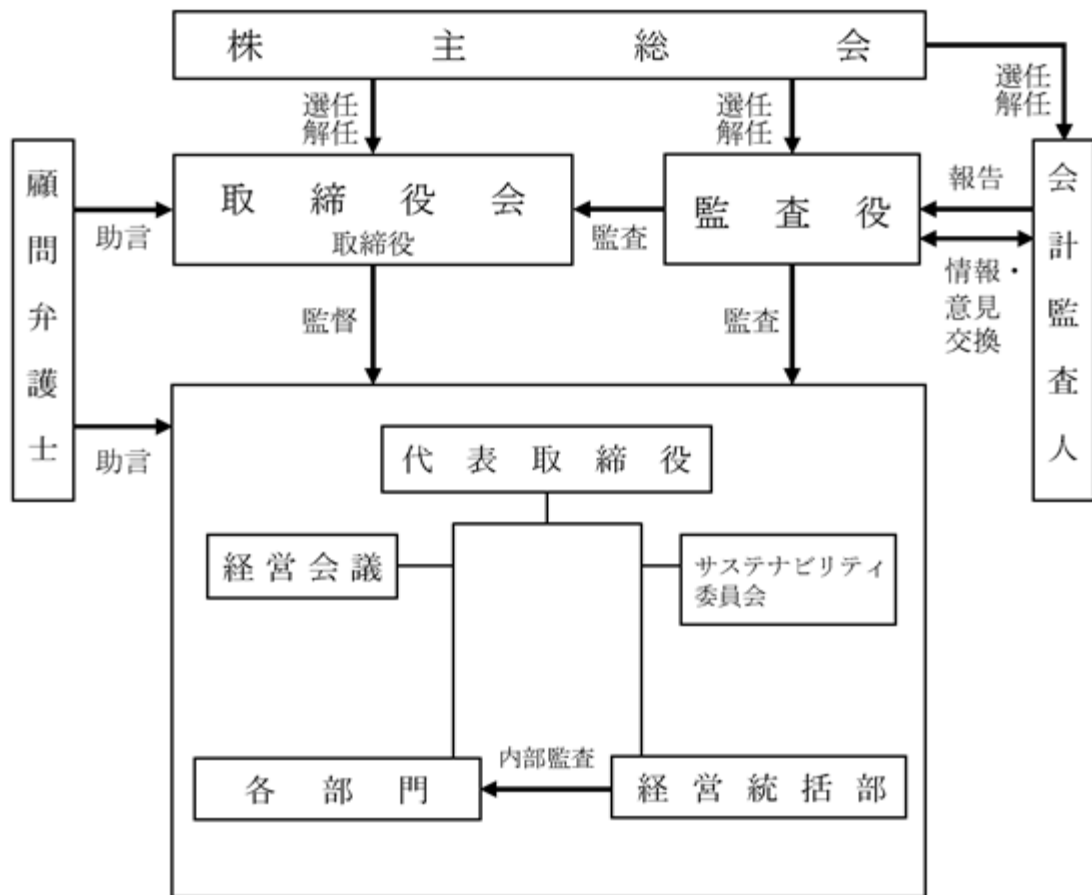 株主総会
選任
解任
選任
解任
選任
解任
顧問弁護士
助言
取締役会
取締役
監査
監査役
報告
情報・
意見
交換
会計監査人
監督
監査
助言
代表取締役
経営会議
サステナビリティ
委員会
各部門
内部監査
経営統括部